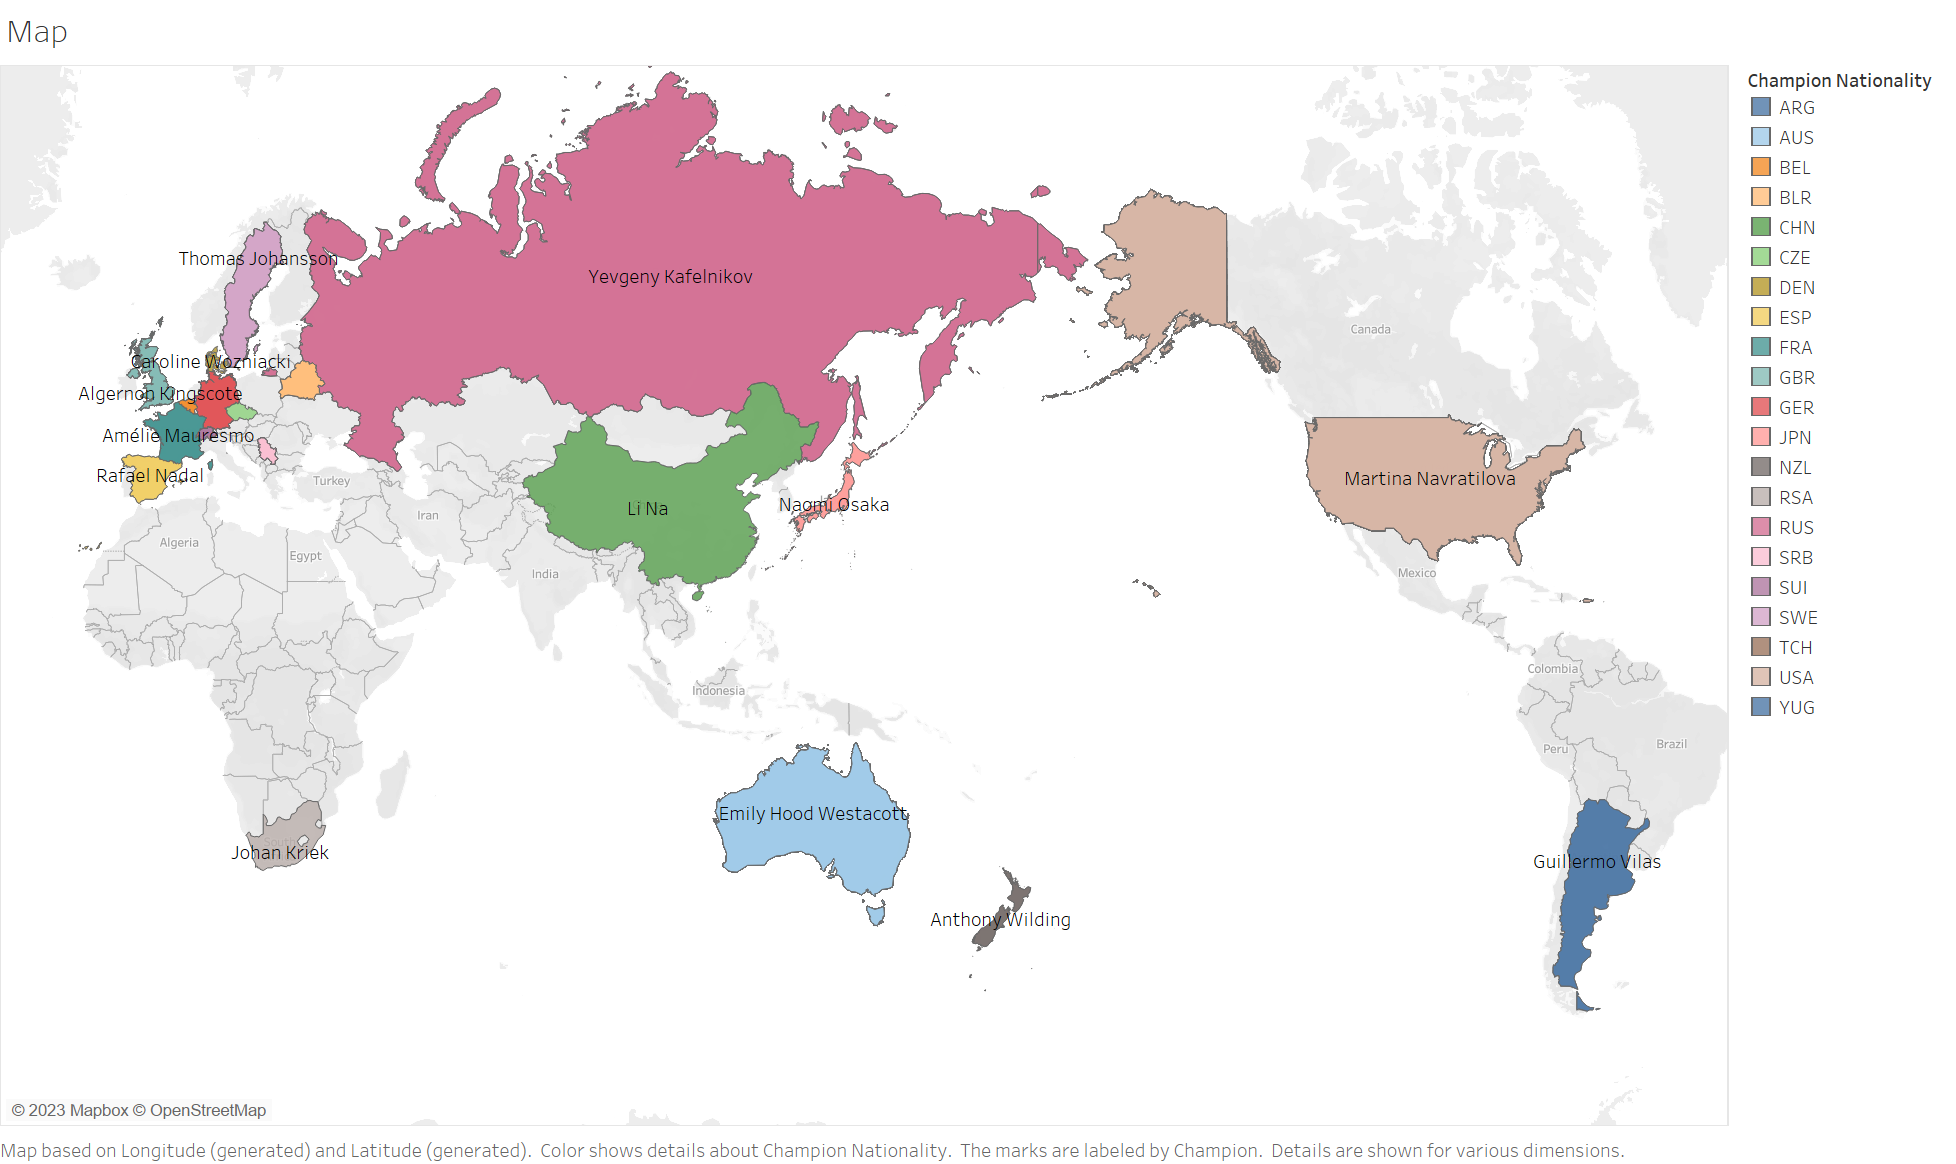 Map
Champion Nationality
ARG
AUS
BEL
BLR
CHN
CZE
DEN
ESP
FRA
GBR
GER
JPN
NZL
RSA
RUS
SRB
SUI
SWE
TCH
USA
YUG
Thomas Johansson
Yevgeny Kafelnikov
Canada
Caroline Wozniacki
Algernon Kingscote
Amélie Mauresmo
Rafael Nadal
Turkey
Martina Navratilova
Li Na
Naomi Osaka
Iran
Algeria
Egypt
India
Mexico
Colombia
Indonesia
Peru
Brazil
Emily Hood Westacott
South
Johan Kriek
Guillermo Vilas
Anthony Wilding
© 2023 Mapbox © OpenStreetMap
Map based on Longitude (generated) and Latitude (generated).  Color shows details about Champion Nationality.  The marks are labeled by Champion.  Details are shown for various dimensions.